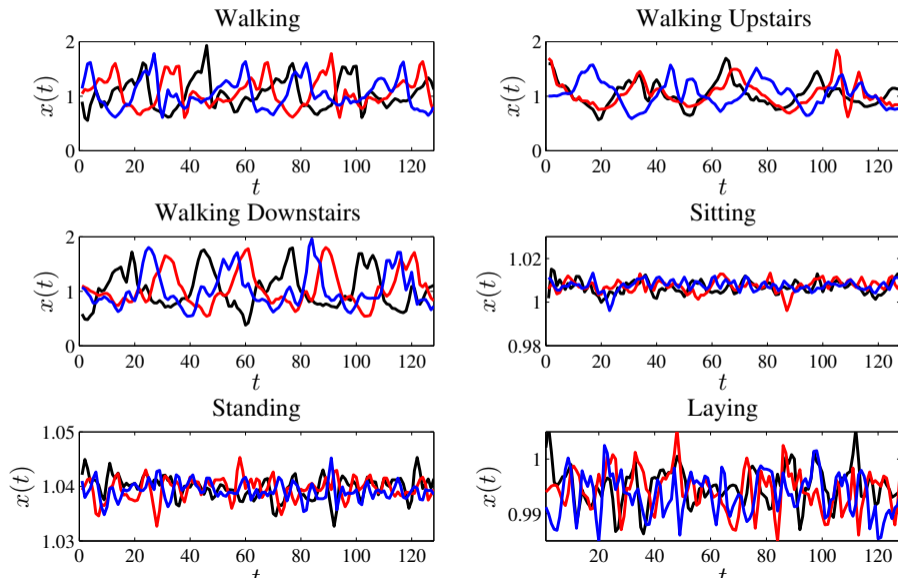 Walking
2
1
0
x(t)
0 20 40 60 80 100 120
t
Walking Upstairs
2
1
0
x(t)
0 20 40 60 80 100 120
t
Walking Downstairs
2
1
0
x(t)
0 20 40 60 80 100 120
t
Sitting
1.02
1
0.98
x(t)
0 20 40 60 80 100 120
t
Standing
1.05
1.04
1.03
x(t)
0 20 40 60 80 100 120
t
Laying
1
0.99
x(t)
20 40 60 80 100 120
t